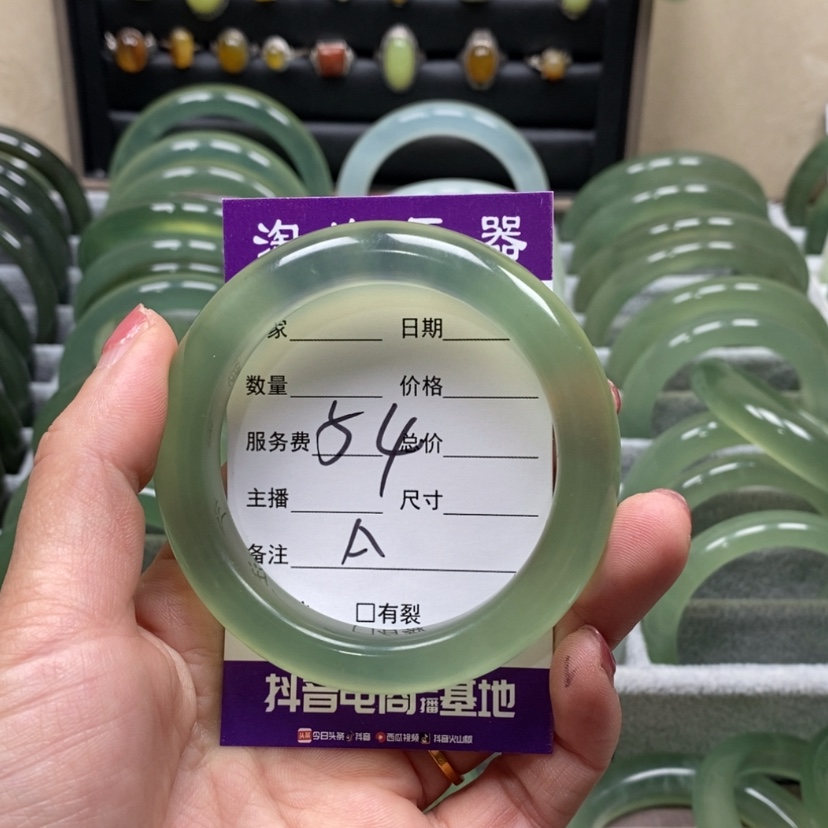 家 日期
数量 价格
服务费 54 总价
主播 尺寸
备注 A
□有裂
抖音电商直播基地
头条 今日头条 抖音 西瓜视频 抖音火山版